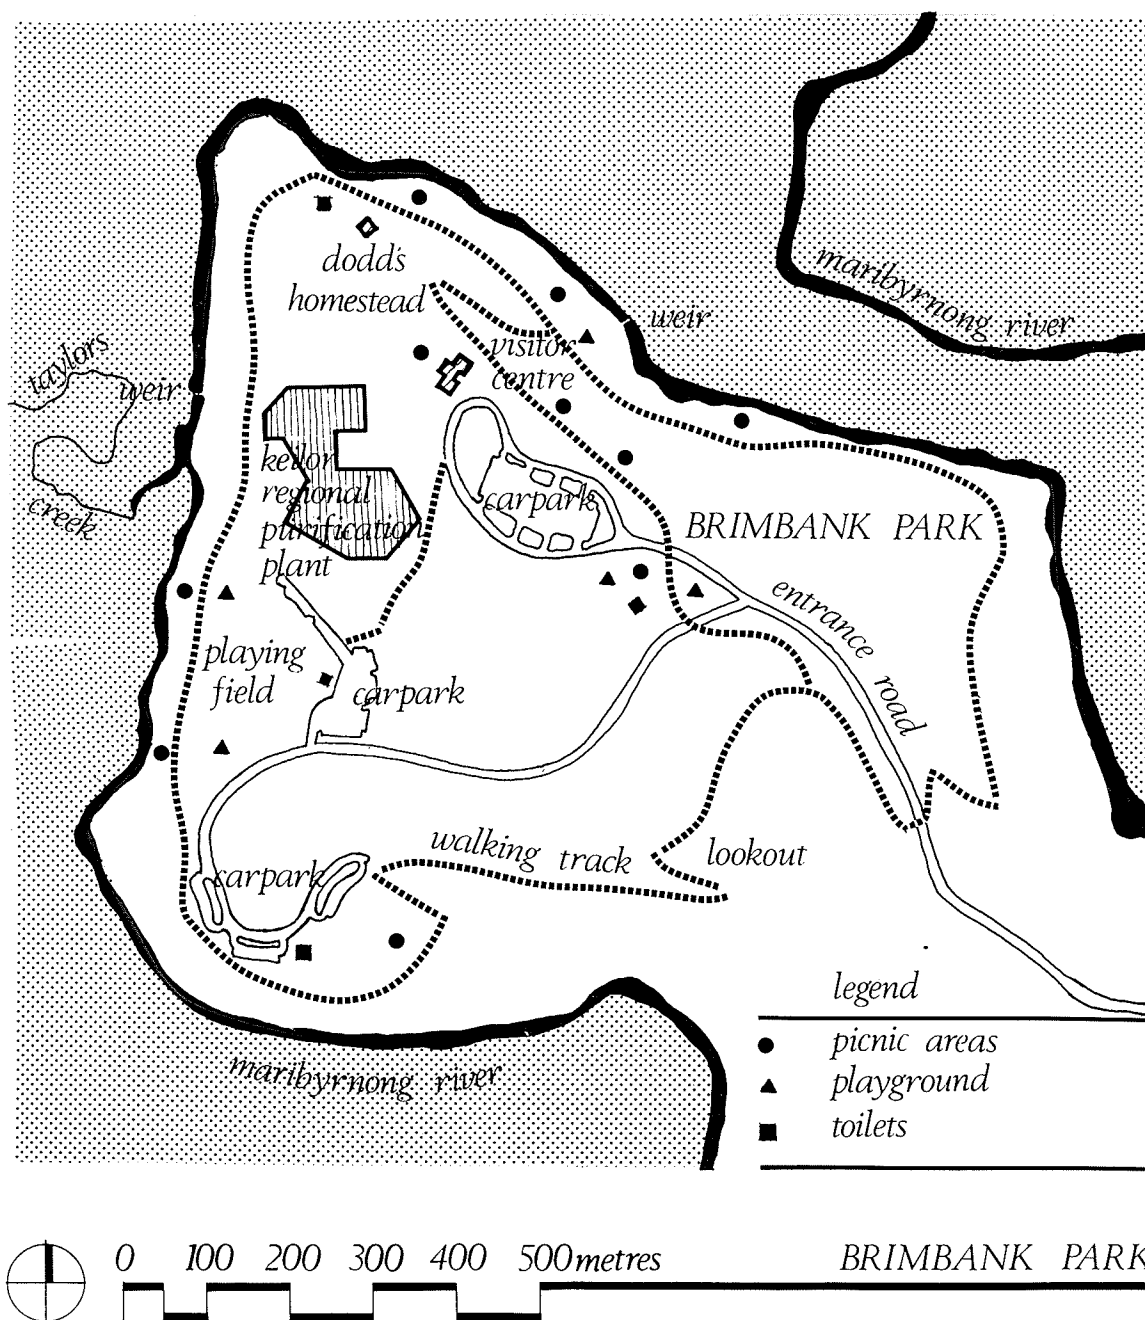 maribyrnong river
dodd's
homestead
weir
visitor
centre
taylors
weir
creek
keilor
regional
purification
plant
carpark
BRIMBANK PARK
entrance road
playing
field
carpark
walking track
lookout
carpark
maribyrnong river
legend
picnic areas
playground
toilets
0 100 200 300 400 500 metres
BRIMBANK PARK